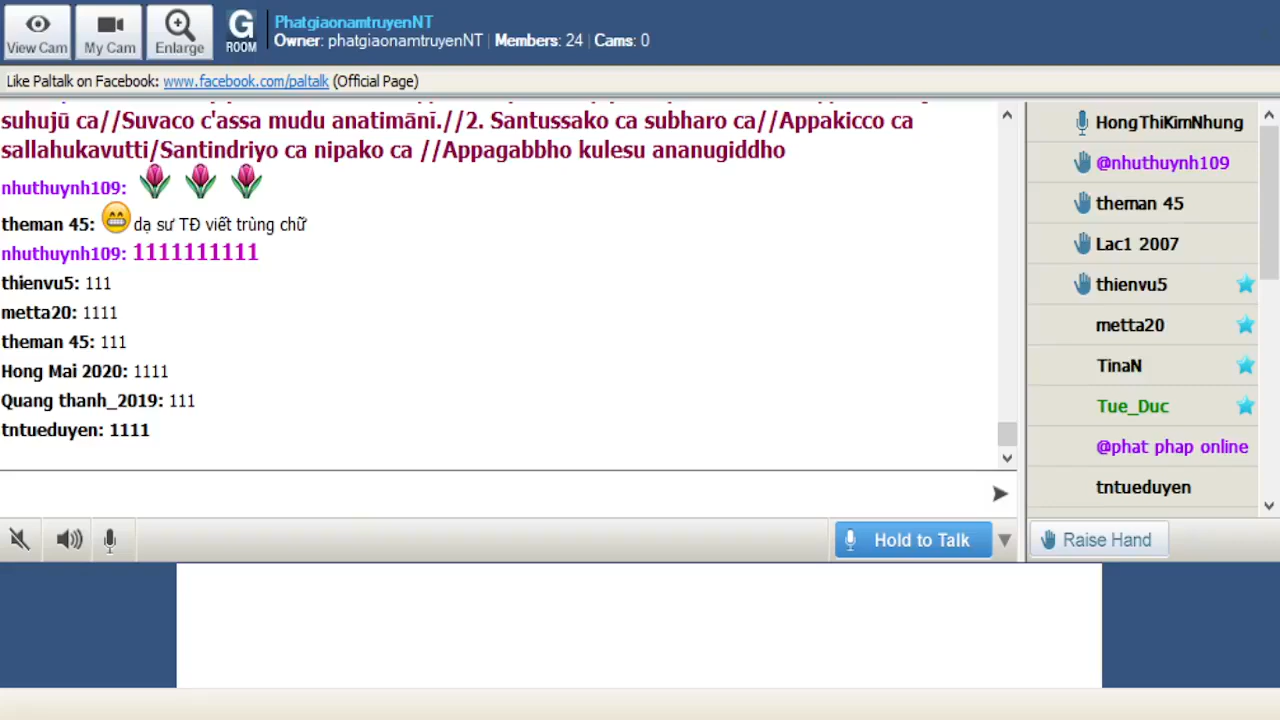 View Cam
My Cam
Enlarge
G
ROOM
PhatgiaonamtruyenNT
Owner: phatgiaonamtruyenNT | Members: 24 | Cams: 0
Like Paltalk on Facebook: www.facebook.com/paltalk (Official Page)
suhujū ca//Suvaco c'assa mudu anatimānī.//2. Santussako ca subharo ca//Appakicco ca
sallahukavutti/Santindriyo ca nipako ca //Appagabbho kulesu ananugiddho
nhuthuynh109:
theman 45: dạ sư TĐ viết trùng chữ
nhuthuynh109: 1111111111
thienvu5: 111
metta20: 1111
theman 45: 111
Hong Mai 2020: 1111
Quang thanh_2019: 111
tntueduyen: 1111
Hold to Talk
HongThiKimNhung
@nhuthuynh109
theman 45
Lac1 2007
thienvu5
metta20
TinaN
Tue_Duc
@phat phap online
tntueduyen
Raise Hand